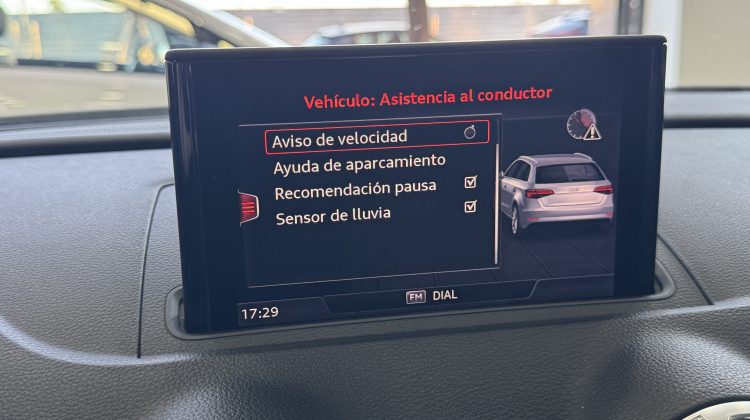 Vehículo: Asistencia al conductor
Aviso de velocidad
Ayuda de aparcamiento
Recomendación pausa
Sensor de lluvia
FM DIAL
17:29